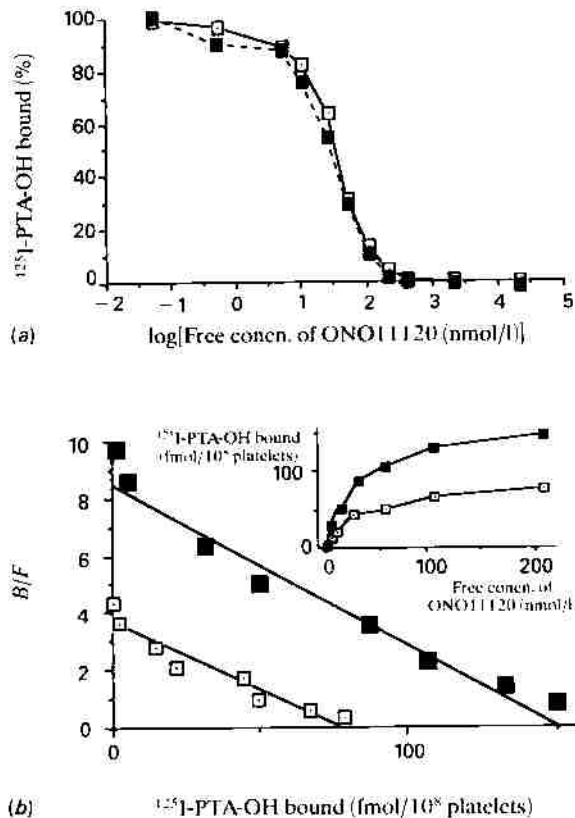 100
80
60
40
20
0
¹²⁵I-PTA-OH bound (%)
−2 −1 0 1 2 3 4 5
(a) log[Free concn. of ONO11120 (nmol/l)]
10
8
6
4
2
0
B/F
¹²⁵I-PTA-OH bound
(fmol/10⁸ platelets)
100
0
0 100 200
Free concn. of
ONO11120 (nmol/l
0 100
(b) ¹²⁵I-PTA-OH bound (fmol/10⁸ platelets)